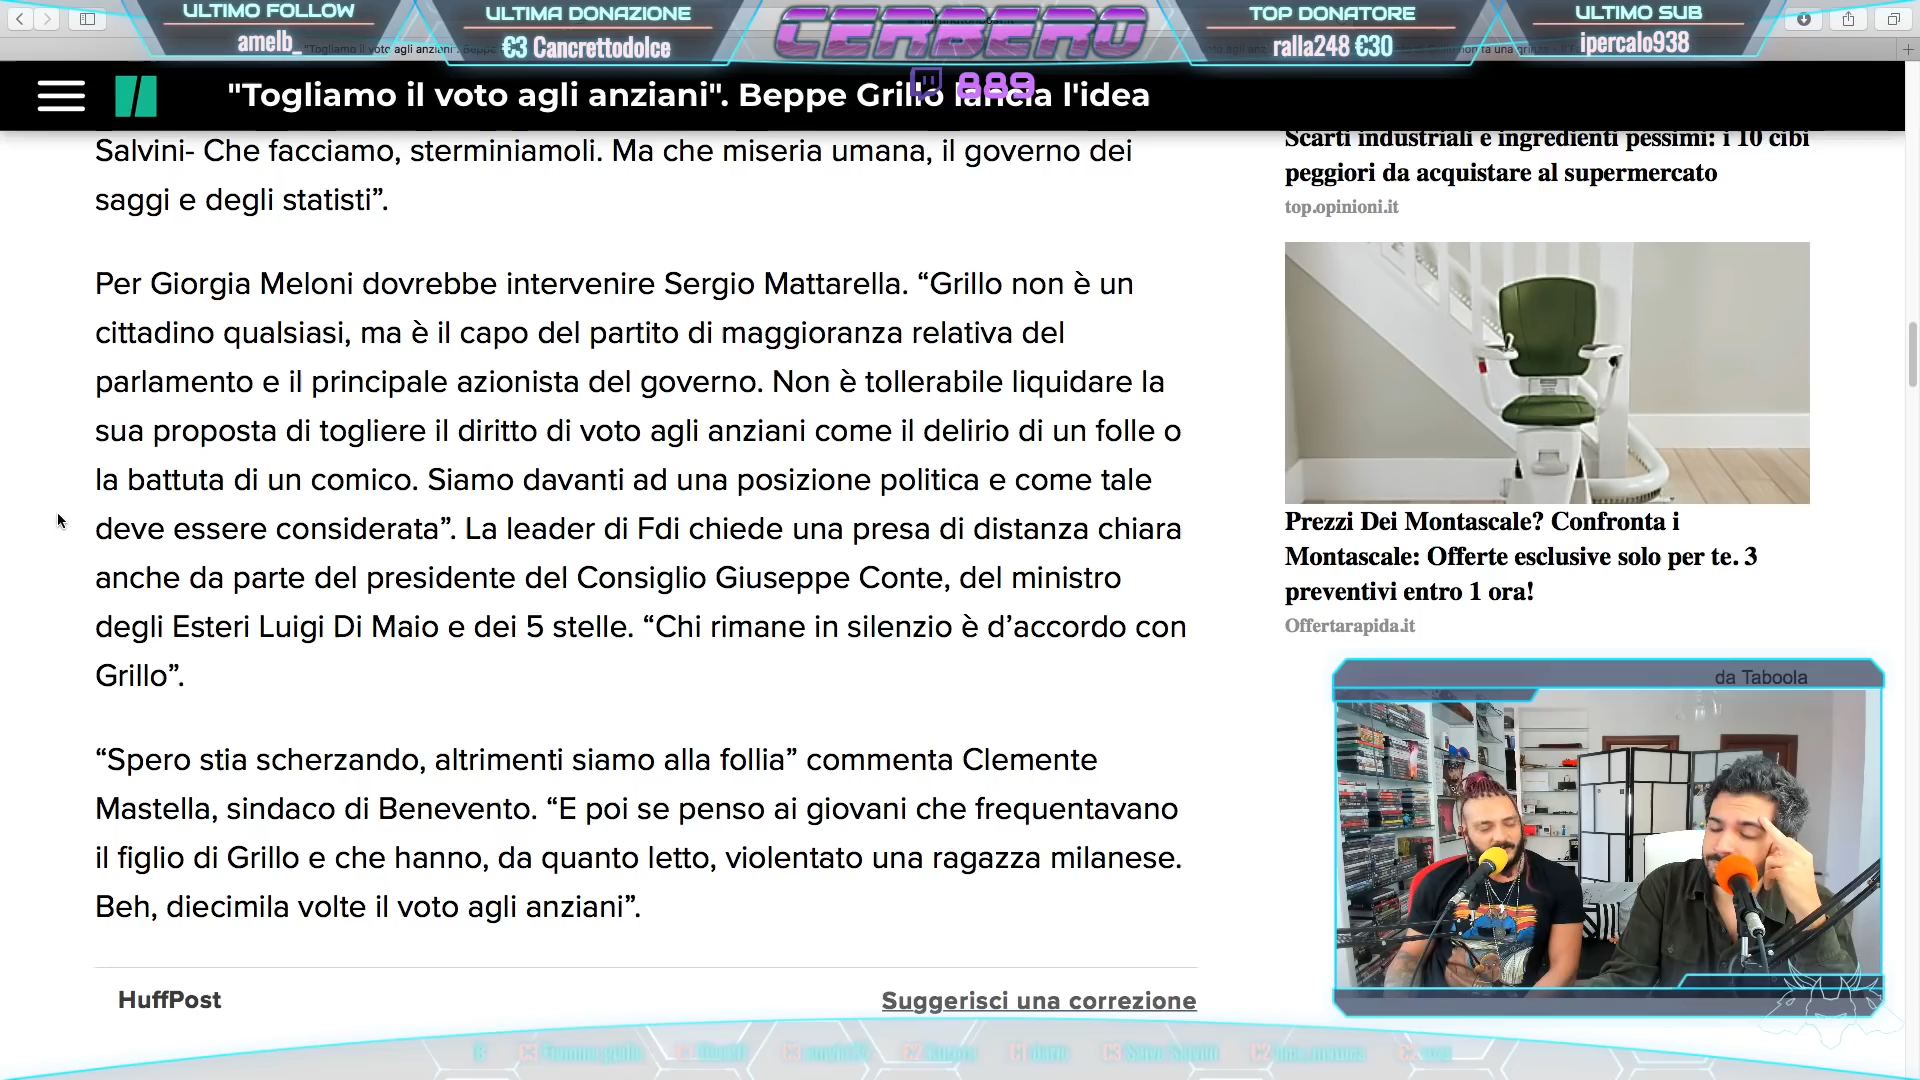 ULTIMO FOLLOW
amelb_
ULTIMA DONAZIONE
€3 Cancrettodolce
CERBERO
TOP DONATORE
ralla248 €30
ULTIMO SUB
ipercalo938
"Togliamo il voto agli anziani". Beppe Grillo lancia l'idea
889
Salvini- Che facciamo, sterminiamoli. Ma che miseria umana, il governo dei
saggi e degli statisti”.
Per Giorgia Meloni dovrebbe intervenire Sergio Mattarella. “Grillo non è un
cittadino qualsiasi, ma è il capo del partito di maggioranza relativa del
parlamento e il principale azionista del governo. Non è tollerabile liquidare la
sua proposta di togliere il diritto di voto agli anziani come il delirio di un folle o
la battuta di un comico. Siamo davanti ad una posizione politica e come tale
deve essere considerata”. La leader di Fdi chiede una presa di distanza chiara
anche da parte del presidente del Consiglio Giuseppe Conte, del ministro
degli Esteri Luigi Di Maio e dei 5 stelle. “Chi rimane in silenzio è d’accordo con
Grillo”.
“Spero stia scherzando, altrimenti siamo alla follia” commenta Clemente
Mastella, sindaco di Benevento. “E poi se penso ai giovani che frequentavano
il figlio di Grillo e che hanno, da quanto letto, violentato una ragazza milanese.
Beh, diecimila volte il voto agli anziani”.
HuffPost
Suggerisci una correzione
Scarti industriali e ingredienti pessimi: i 10 cibi
peggiori da acquistare al supermercato
top.opinioni.it
Prezzi Dei Montascale? Confronta i
Montascale: Offerte esclusive solo per te. 3
preventivi entro 1 ora!
Offertarapida.it
da Taboola